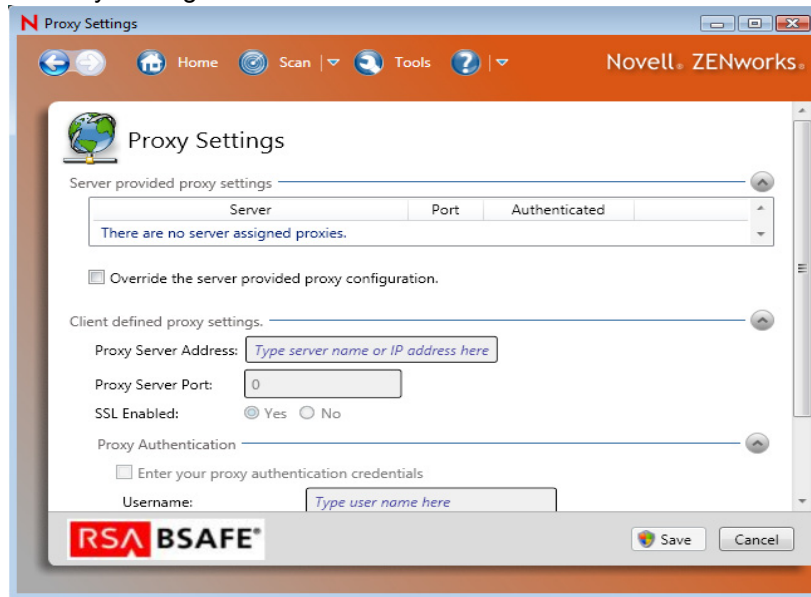 Proxy Settings
Home Scan Tools ? Novell® ZENworks®
Proxy Settings
Server provided proxy settings
Server Port Authenticated
There are no server assigned proxies.
Override the server provided proxy configuration.
Client defined proxy settings.
Proxy Server Address: Type server name or IP address here
Proxy Server Port: 0
SSL Enabled: Yes No
Proxy Authentication
Enter your proxy authentication credentials
Username: Type user name here
RSA BSAFE® Save Cancel